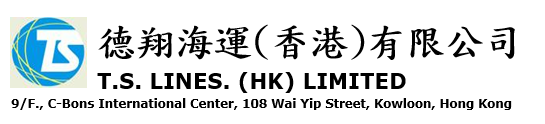 TS
德翔海運(香港)有限公司
T.S. LINES. (HK) LIMITED
9/F., C-Bons International Center, 108 Wai Yip Street, Kowloon, Hong Kong